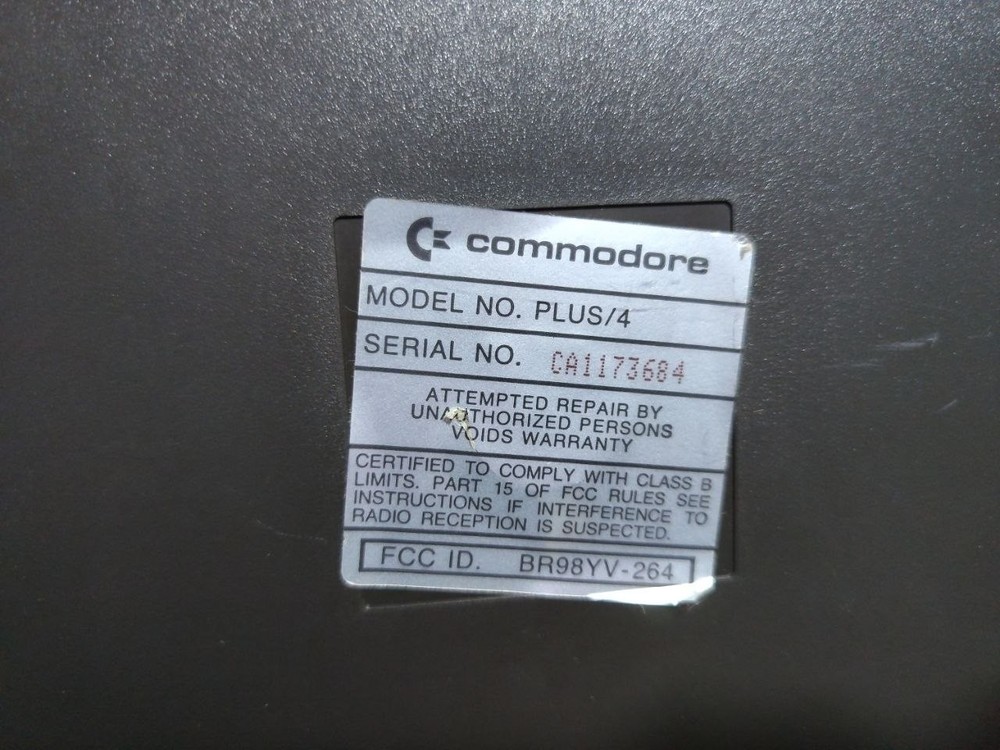 commodore
MODEL NO. PLUS/4
SERIAL NO. CA1173684
ATTEMPTED REPAIR BY
UNAUTHORIZED PERSONS
VOIDS WARRANTY
CERTIFIED TO COMPLY WITH CLASS B
LIMITS. PART 15 OF FCC RULES SEE
INSTRUCTIONS IF INTERFERENCE TO
RADIO RECEPTION IS SUSPECTED.
FCC ID. BR98YV-264